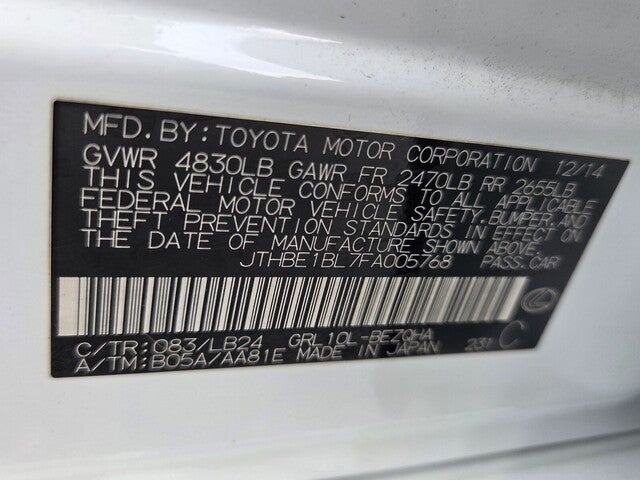 MFD. BY: TOYOTA MOTOR CORPORATION 12/14
GVWR 4830LB GAWR FR 2470LB RR 2655LB
THIS VEHICLE CONFORMS TO ALL APPLICABLE
FEDERAL MOTOR VEHICLE SAFETY, BUMPER, AND
THEFT PREVENTION STANDARDS IN EFFECT ON
THE DATE OF MANUFACTURE SHOWN ABOVE.
JTHBE1BL7FA005768 PASS. CAR
C/TR: 083/LB24 GRL10L-BEZQHA
A/TM: B05A/AA81E MADE IN JAPAN 231 C